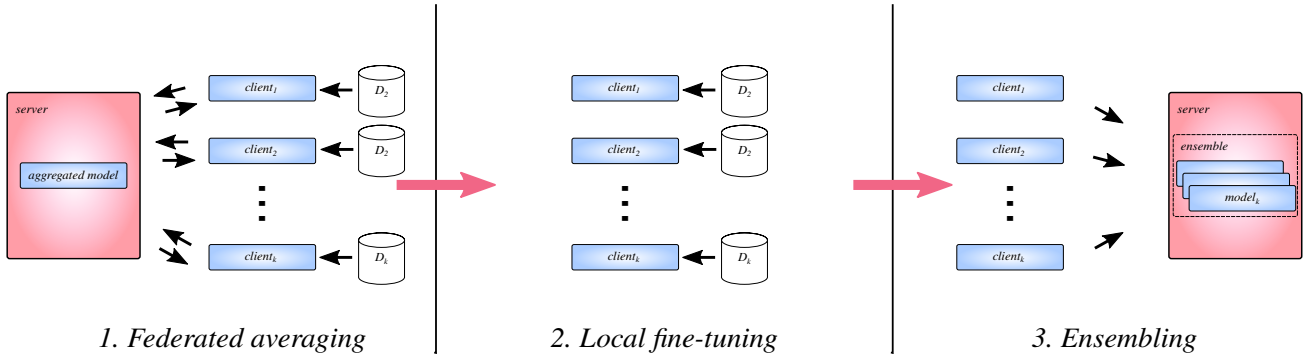 server
aggregated model
client₁
D₂
client₂
D₂
clientₖ
Dₖ
1. Federated averaging
client₁
D₂
client₂
D₂
clientₖ
Dₖ
2. Local fine-tuning
client₁
client₂
clientₖ
server
ensemble
modelₖ
3. Ensembling